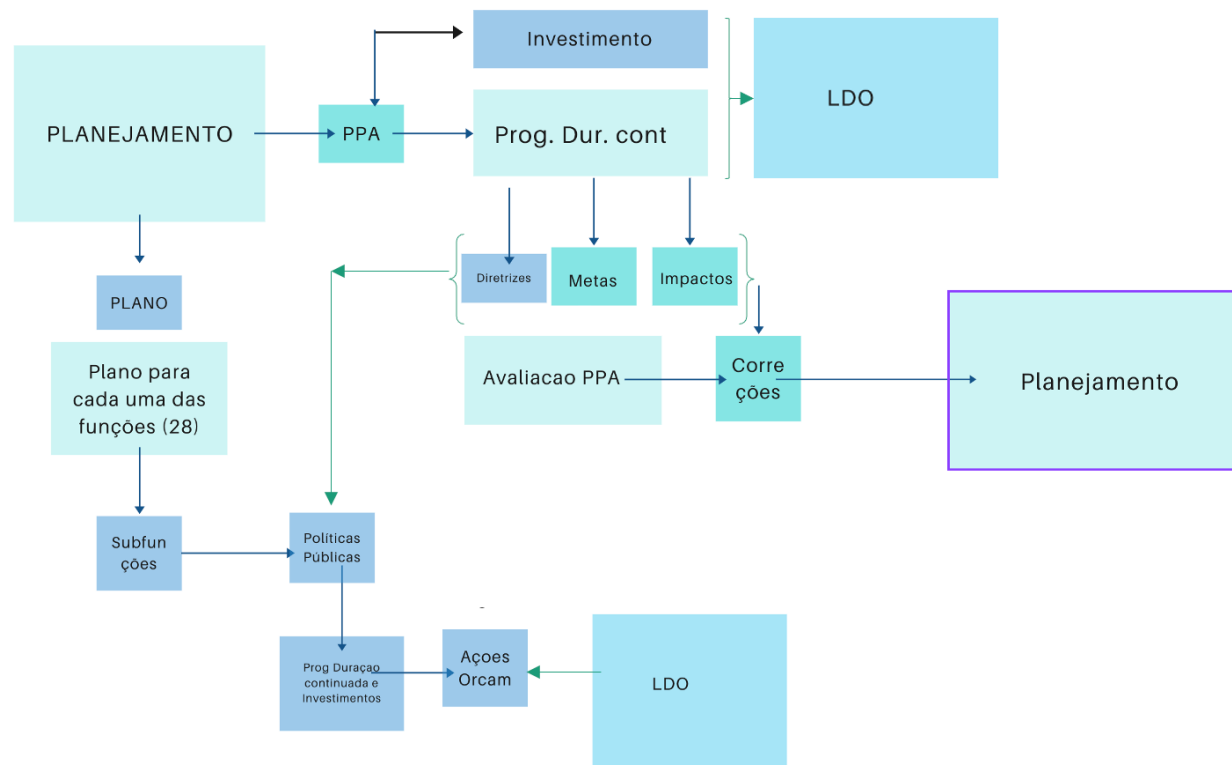 Investimento
LDO
PLANEJAMENTO
PPA
Prog. Dur. cont
Diretrizes
Metas
Impactos
PLANO
Plano para
cada uma das
funções (28)
Avaliacao PPA
Corre
ções
Planejamento
Subfun
ções
Políticas
Públicas
Prog Duraçao
continuada e
Investimentos
Açoes
Orcam
LDO